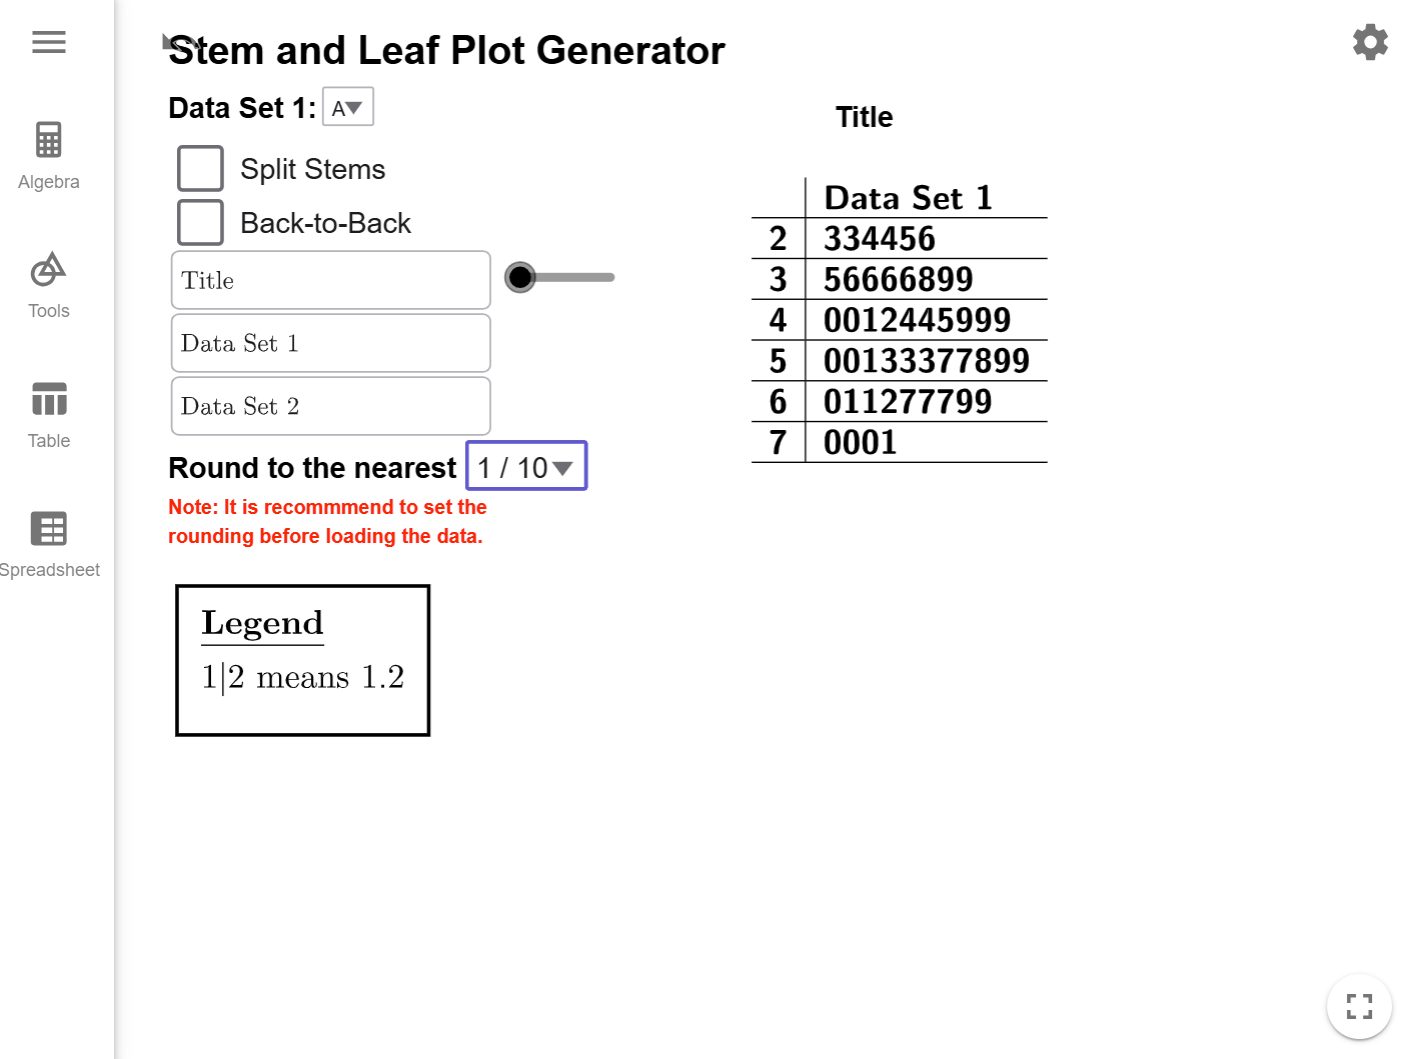 Stem and Leaf Plot Generator
Data Set 1: A
Split Stems
Back-to-Back
Title
Data Set 1
Data Set 2
Round to the nearest 1 / 10
Note: It is recommmend to set the
rounding before loading the data.
Legend
1|2 means 1.2
Title
Data Set 1
2 334456
3 56666899
4 0012445999
5 00133377899
6 011277799
7 0001
Algebra
Tools
Table
Spreadsheet